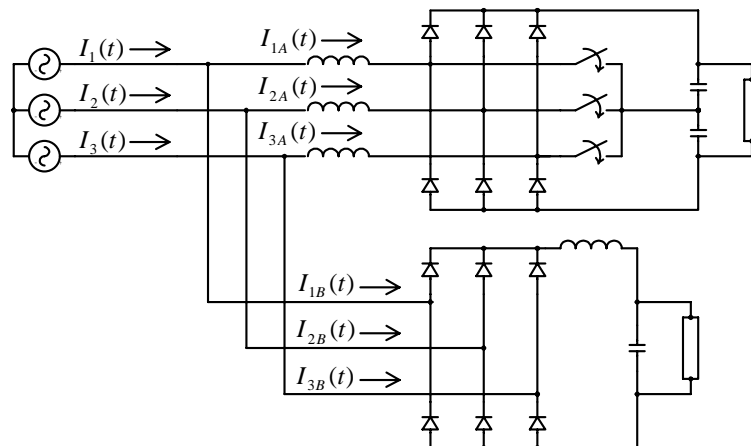 I₁(t)
I₁A(t)
I₂(t)
I₂A(t)
I₃(t)
I₃A(t)
I₁B(t)
I₂B(t)
I₃B(t)